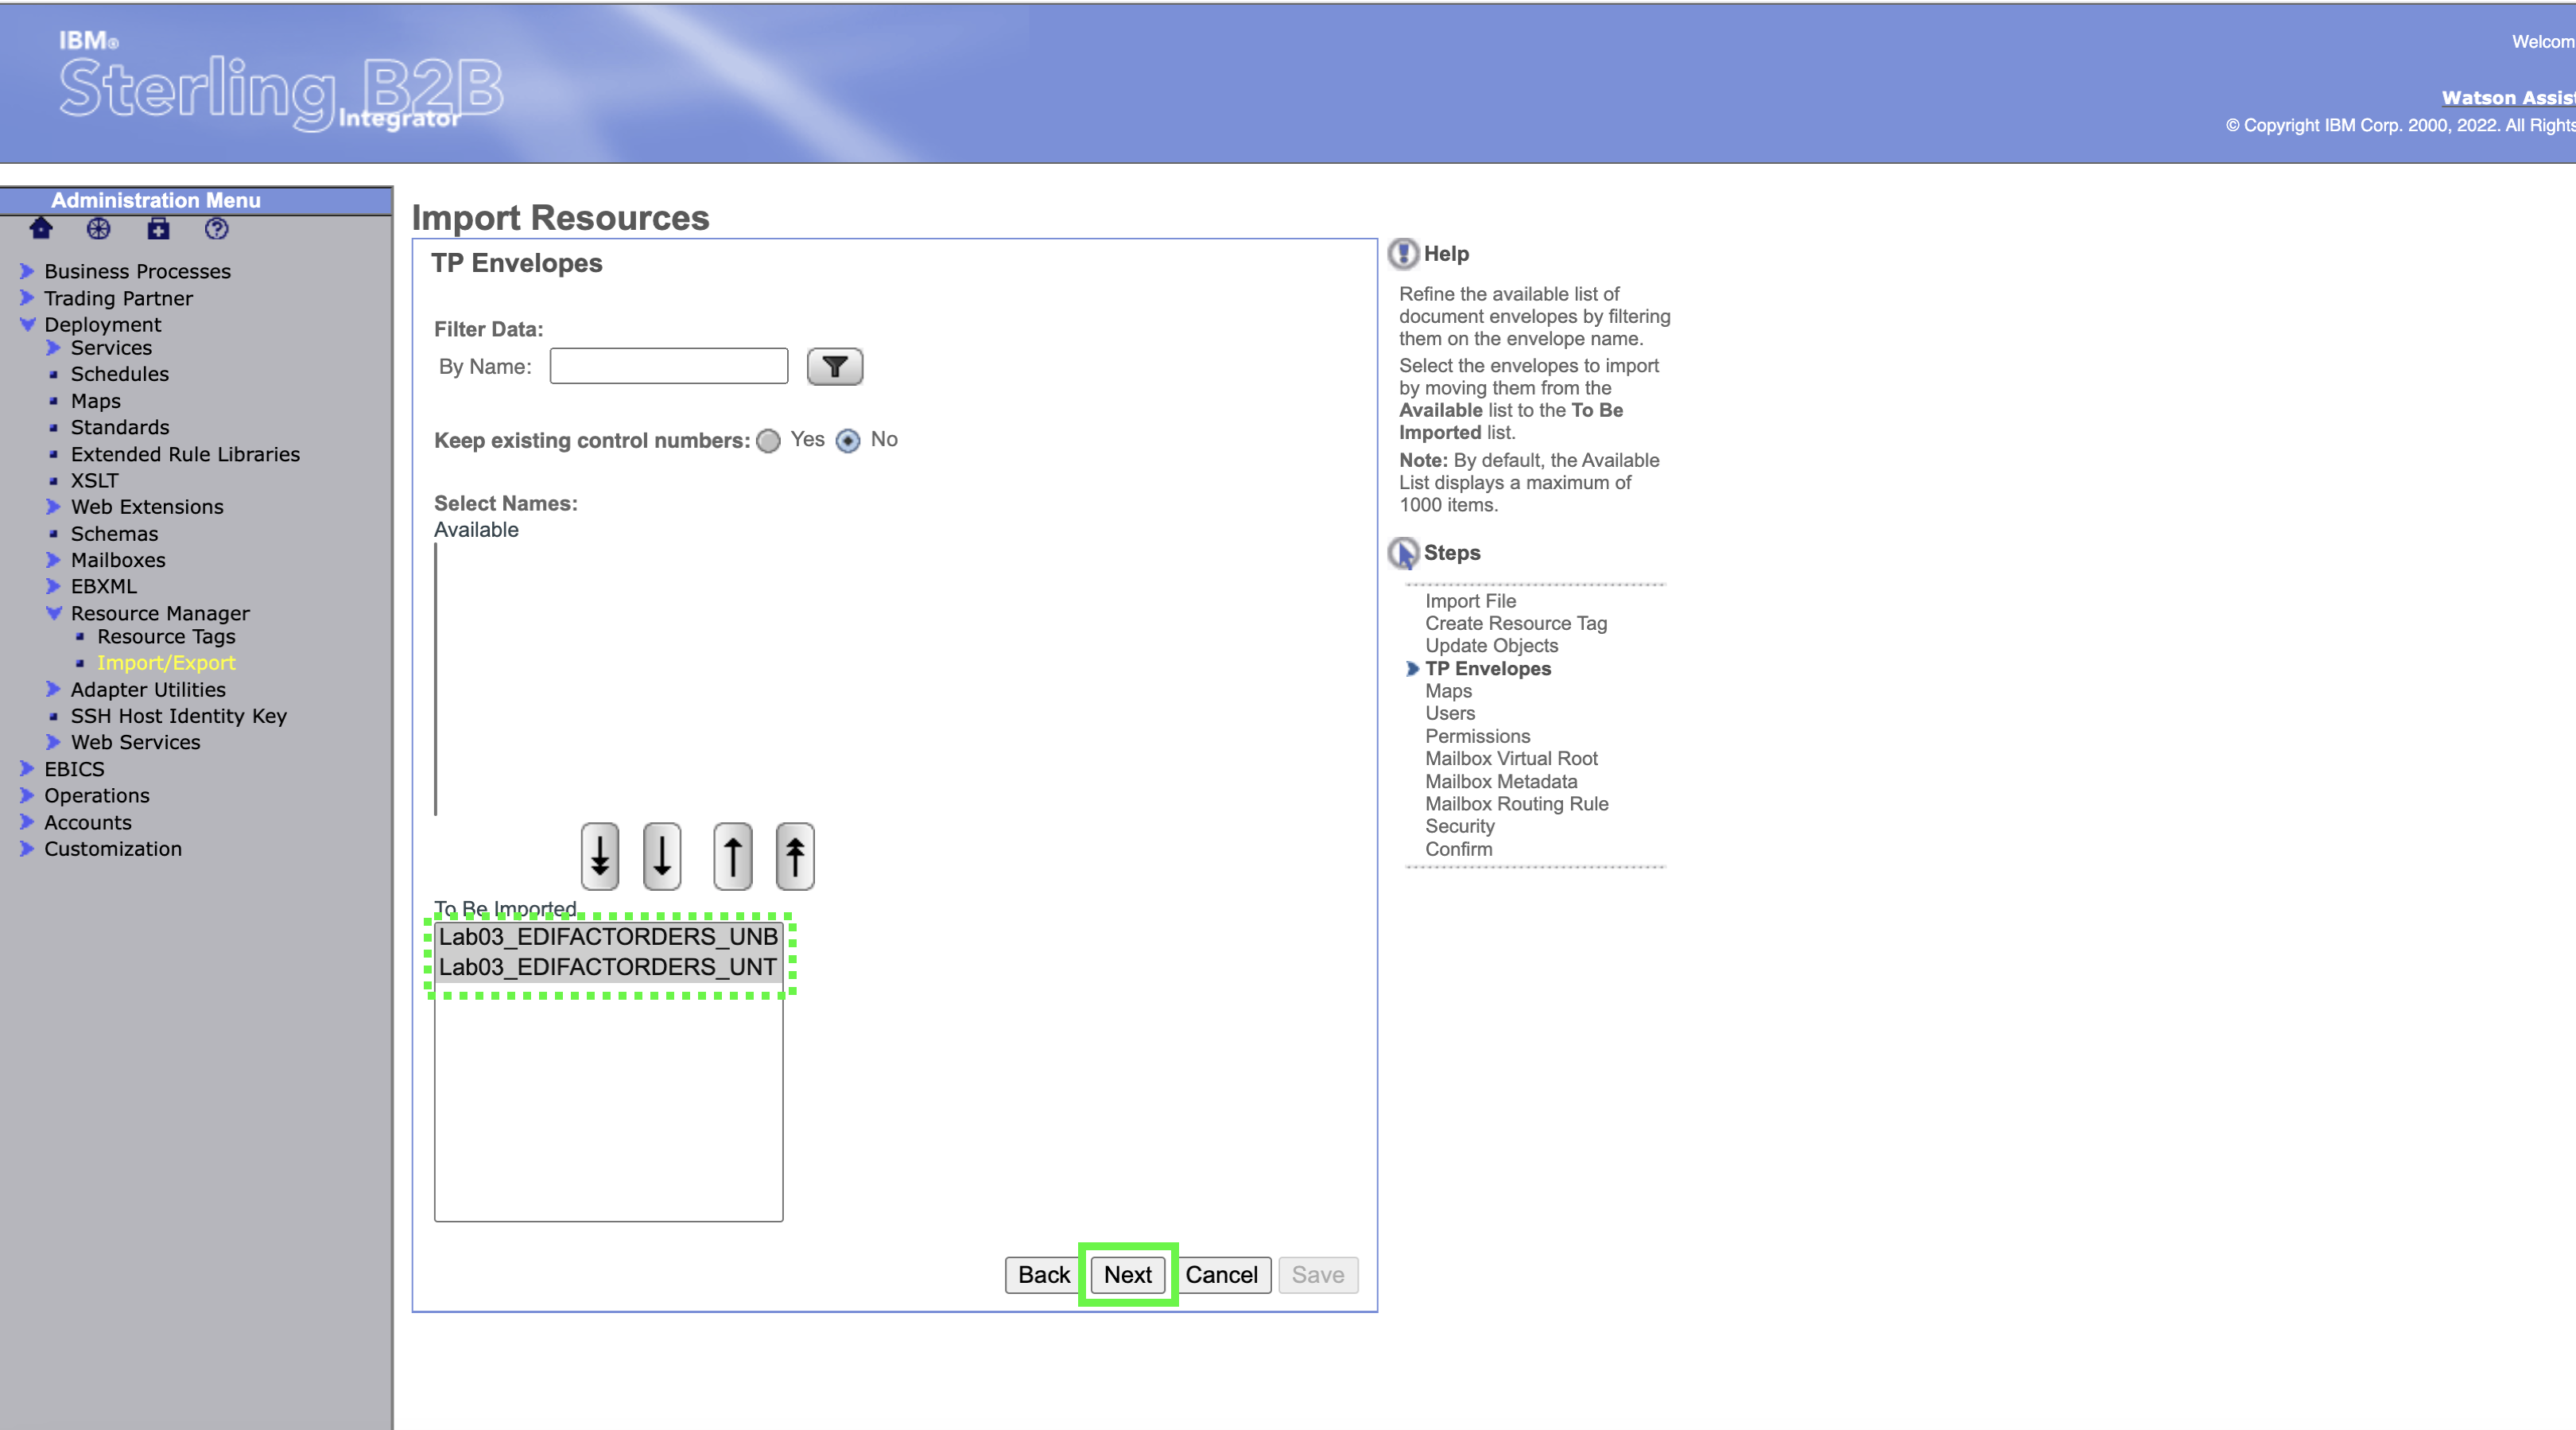 IBM®
Sterling B2B
Integrator
Welcom
Watson Assist
© Copyright IBM Corp. 2000, 2022. All Rights
Administration Menu
Business Processes
Trading Partner
Deployment
Services
Schedules
Maps
Standards
Extended Rule Libraries
XSLT
Web Extensions
Schemas
Mailboxes
EBXML
Resource Manager
Resource Tags
Import/Export
Adapter Utilities
SSH Host Identity Key
Web Services
EBICS
Operations
Accounts
Customization
Import Resources
TP Envelopes
Filter Data:
By Name:
Keep existing control numbers: Yes No
Select Names:
Available
To Be Imported
Lab03_EDIFACTORDERS_UNB
Lab03_EDIFACTORDERS_UNT
Back Next Cancel Save
Help
Refine the available list of
document envelopes by filtering
them on the envelope name.
Select the envelopes to import
by moving them from the
Available list to the To Be
Imported list.
Note: By default, the Available
List displays a maximum of
1000 items.
Steps
Import File
Create Resource Tag
Update Objects
TP Envelopes
Maps
Users
Permissions
Mailbox Virtual Root
Mailbox Metadata
Mailbox Routing Rule
Security
Confirm